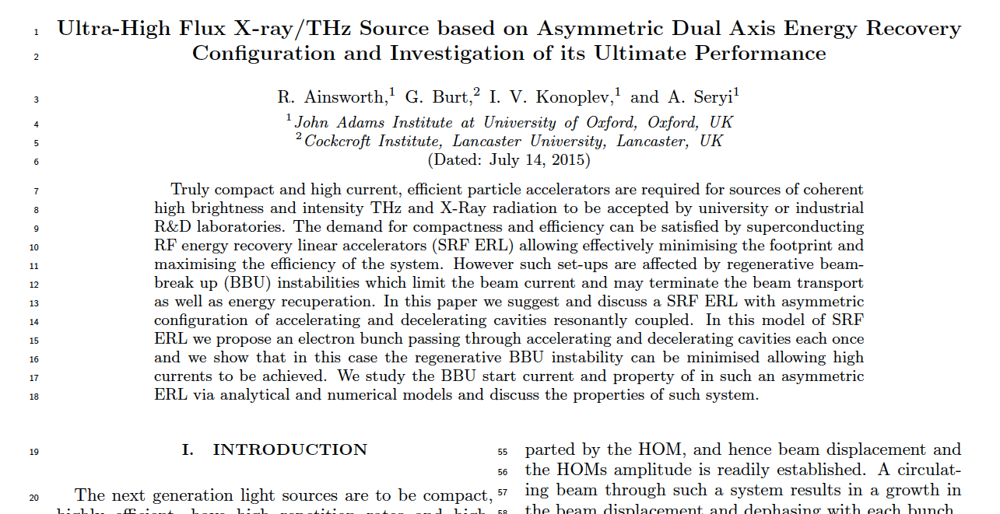 1 Ultra-High Flux X-ray/THz Source based on Asymmetric Dual Axis Energy Recovery
2 Configuration and Investigation of its Ultimate Performance
3 R. Ainsworth,1 G. Burt,2 I. V. Konoplev,1 and A. Seryi1
4 1John Adams Institute at University of Oxford, Oxford, UK
5 2Cockcroft Institute, Lancaster University, Lancaster, UK
6 (Dated: July 14, 2015)
7 Truly compact and high current, efficient particle accelerators are required for sources of coherent
8 high brightness and intensity THz and X-Ray radiation to be accepted by university or industrial
9 R&D laboratories. The demand for compactness and efficiency can be satisfied by superconducting
10 RF energy recovery linear accelerators (SRF ERL) allowing effectively minimising the footprint and
11 maximising the efficiency of the system. However such set-ups are affected by regenerative beam-
12 break up (BBU) instabilities which limit the beam current and may terminate the beam transport
13 as well as energy recuperation. In this paper we suggest and discuss a SRF ERL with asymmetric
14 configuration of accelerating and decelerating cavities resonantly coupled. In this model of SRF
15 ERL we propose an electron bunch passing through accelerating and decelerating cavities each once
16 and we show that in this case the regenerative BBU instability can be minimised allowing high
17 currents to be achieved. We study the BBU start current and property of in such an asymmetric
18 ERL via analytical and numerical models and discuss the properties of such system.
19 I. INTRODUCTION
20 The next generation light sources are to be compact,
highly efficient, have high repetition rates and high
55 parted by the HOM, and hence beam displacement and
56 the HOMs amplitude is readily established. A circulat-
57 ing beam through such a system results in a growth in
58 the beam displacement and dephasing with each bunch